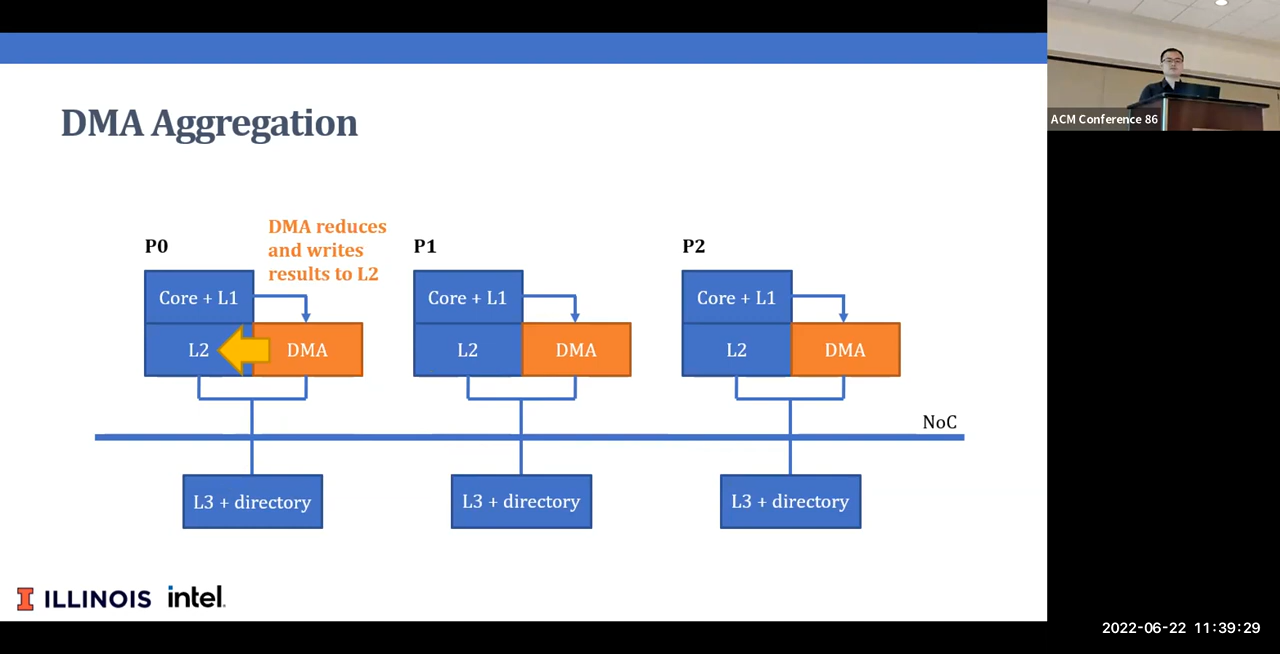 ACM Conference 86
DMA Aggregation
DMA reduces
and writes
results to L2
P0
P1
P2
Core + L1
Core + L1
Core + L1
L2
DMA
L2
DMA
L2
DMA
NoC
L3 + directory
L3 + directory
L3 + directory
I ILLINOIS
intel.
2022-06-22 11:39:29